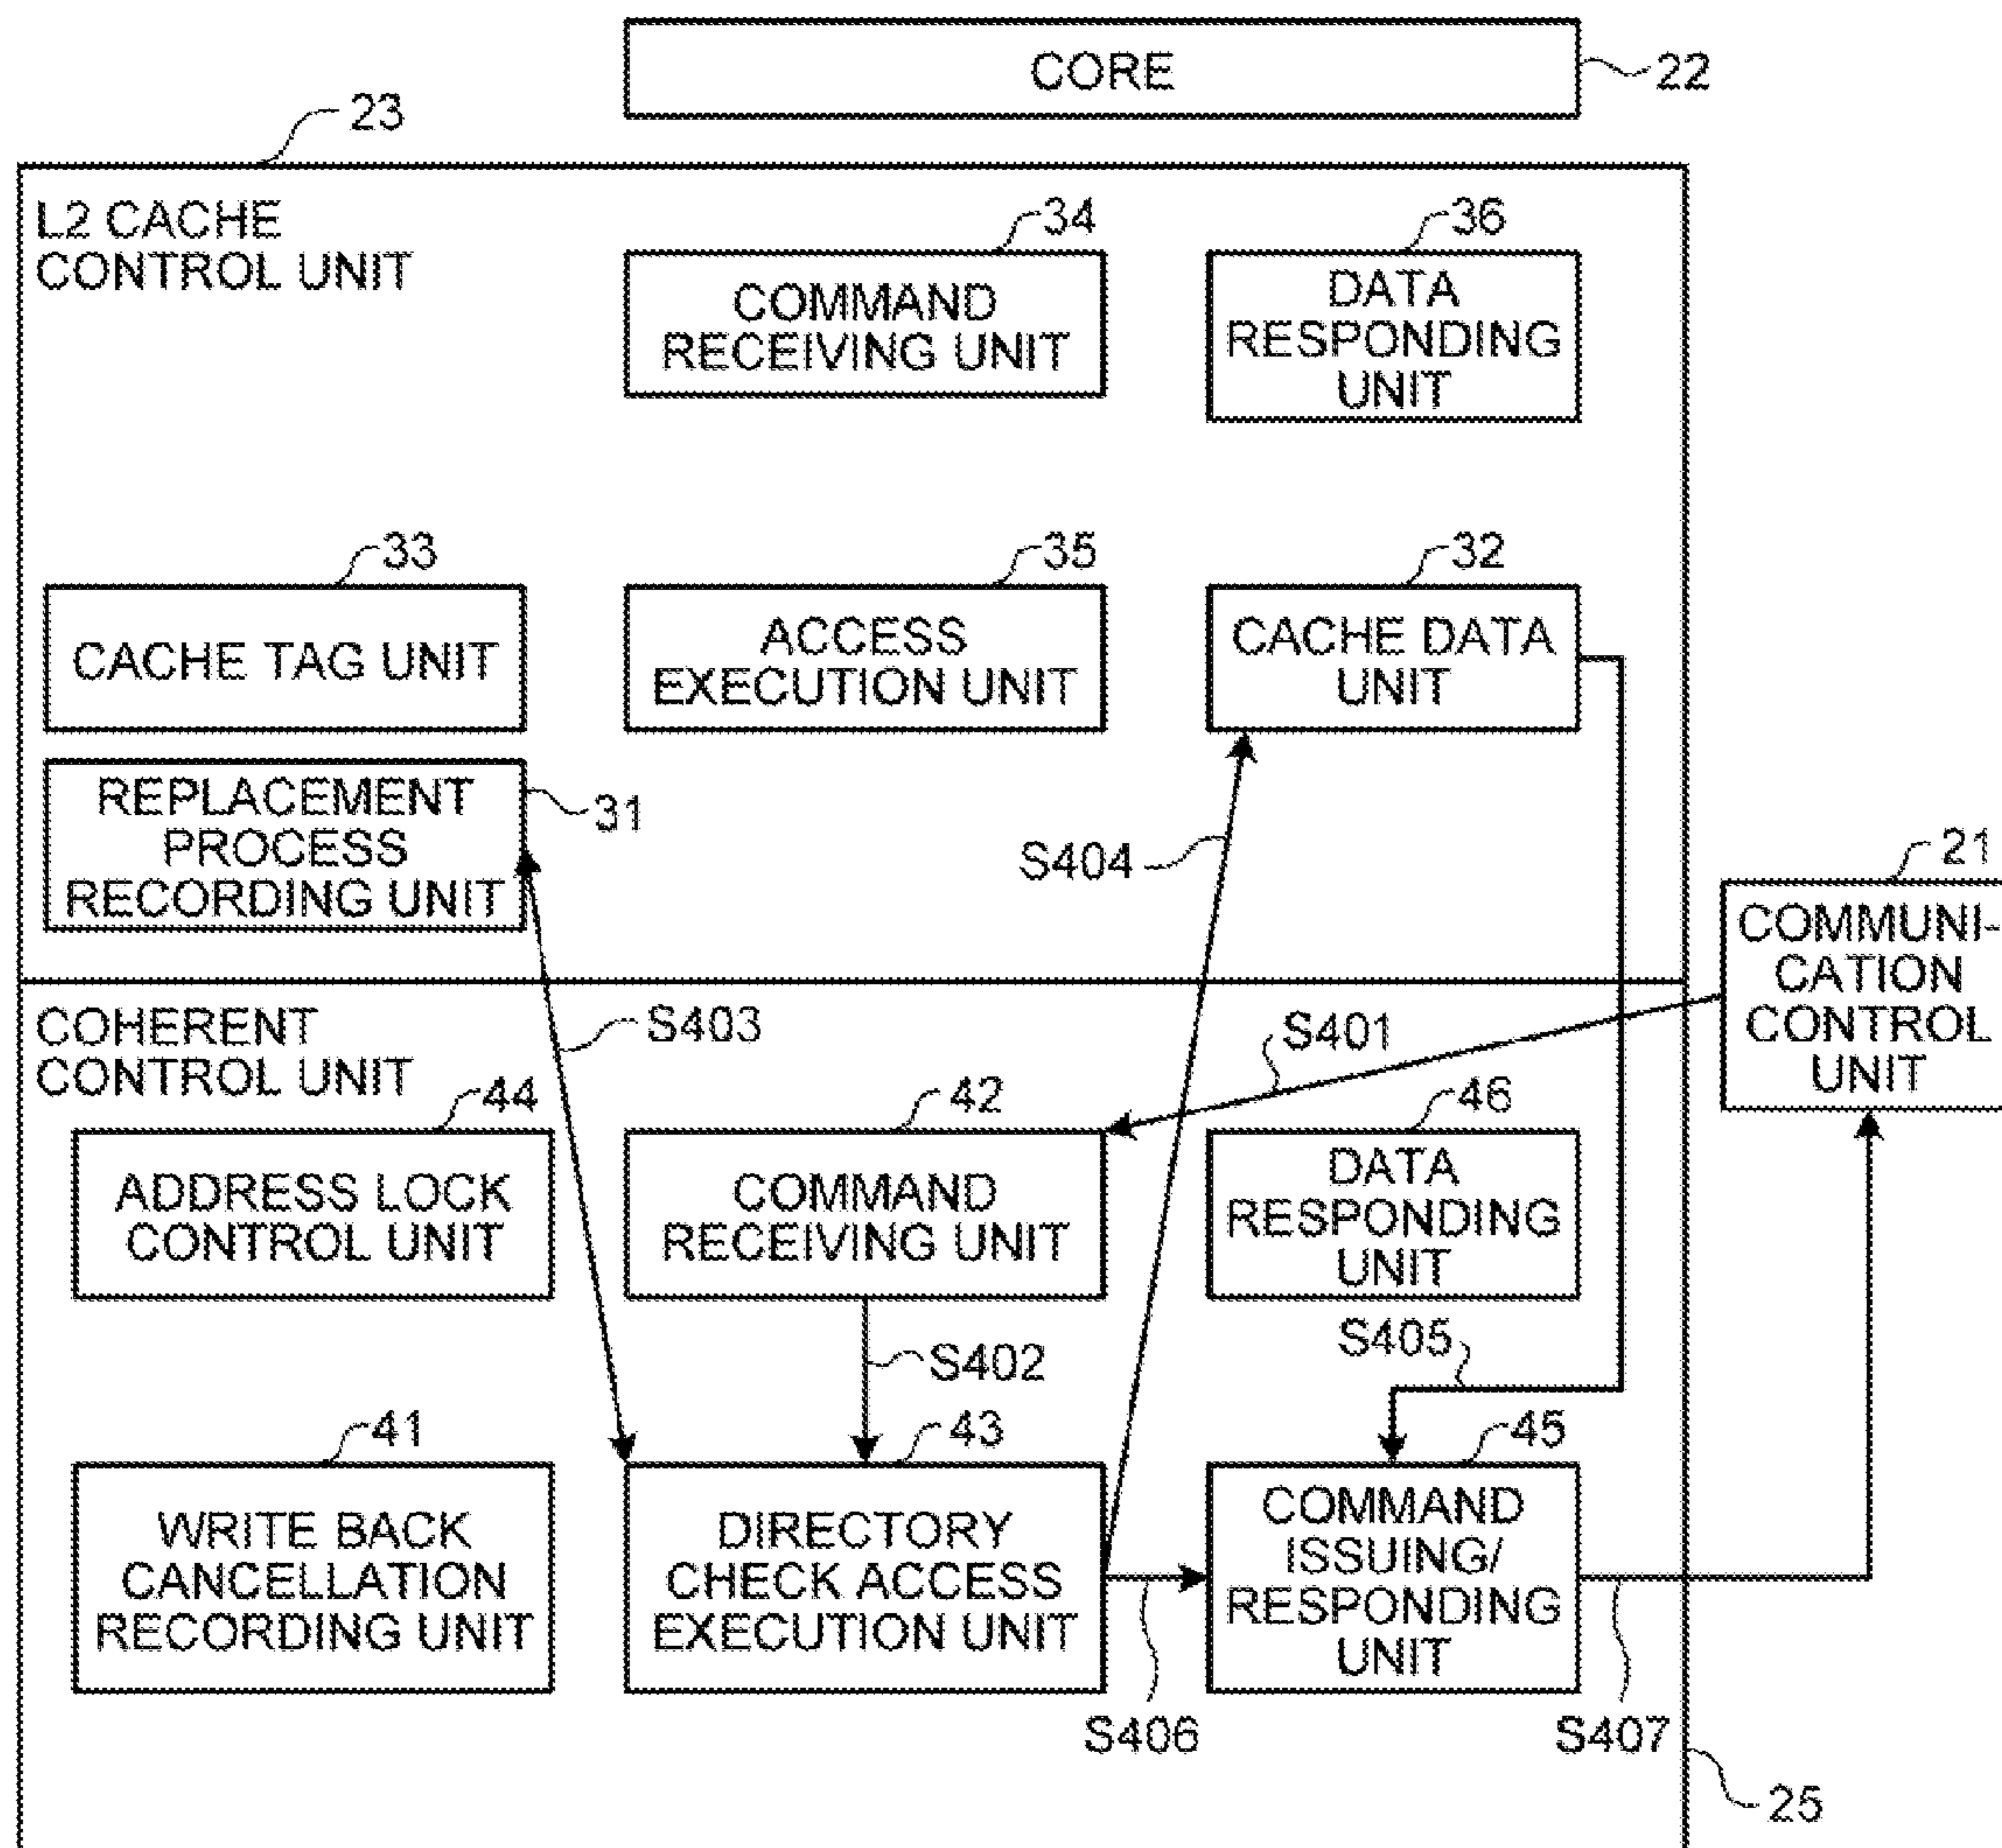 CORE
22
23
L2 CACHE
CONTROL UNIT
34
COMMAND
RECEIVING UNIT
36
DATA
RESPONDING
UNIT
33
CACHE TAG UNIT
35
ACCESS
EXECUTION UNIT
32
CACHE DATA
UNIT
REPLACEMENT
PROCESS
RECORDING UNIT
31
S404
21
COMMUNI-
CATION
CONTROL
UNIT
COHERENT
CONTROL UNIT
S403
S401
44
ADDRESS LOCK
CONTROL UNIT
42
COMMAND
RECEIVING UNIT
46
DATA
RESPONDING
UNIT
S402
S405
41
WRITE BACK
CANCELLATION
RECORDING UNIT
43
DIRECTORY
CHECK ACCESS
EXECUTION UNIT
45
COMMAND
ISSUING/
RESPONDING
UNIT
S406
S407
25